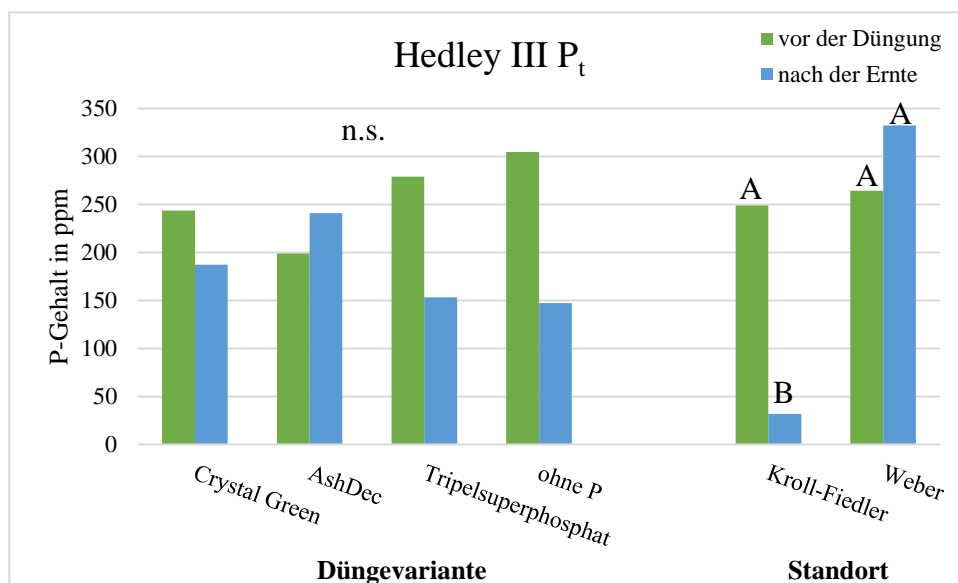 Hedley III Pt
vor der Düngung
nach der Ernte
P-Gehalt in ppm
350
300
250
200
150
100
50
0
n.s.
A
B
A
A
Crystal Green
AshDec
Tripelsuperphosphat
ohne P
Kroll-Fiedler
Weber
Düngevariante
Standort